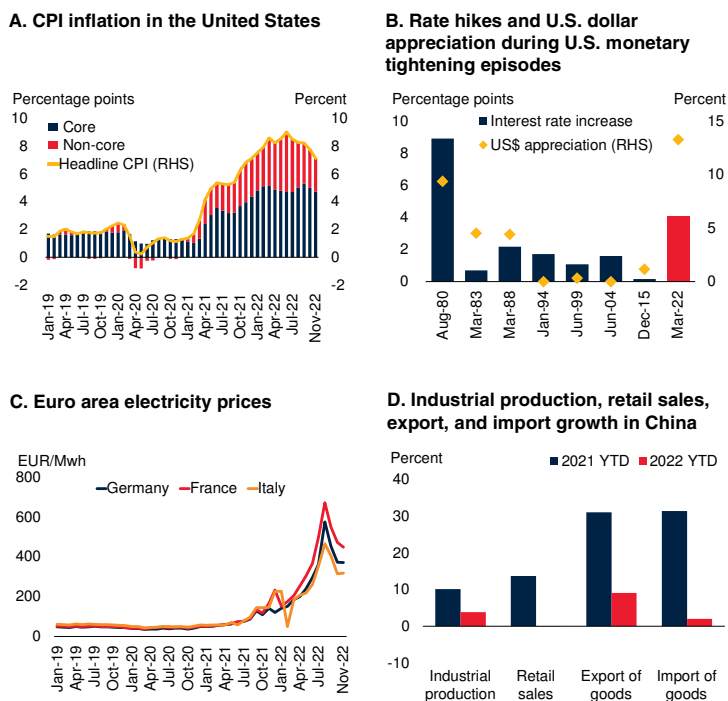 A. CPI inflation in the United States
Percentage points
Percent
10
8
6
4
2
0
-2
Core
Non-core
Headline CPI (RHS)
10
8
6
4
2
0
-2
Jan-19
Apr-19
Jul-19
Oct-19
Jan-20
Apr-20
Jul-20
Oct-20
Jan-21
Apr-21
Jul-21
Oct-21
Jan-22
Apr-22
Jul-22
Nov-22
B. Rate hikes and U.S. dollar
appreciation during U.S. monetary
tightening episodes
Percentage points
Percent
10
8
6
4
2
0
Interest rate increase
US$ appreciation (RHS)
15
10
5
0
Aug-80
Mar-83
Mar-88
Jan-94
Jun-99
Jun-04
Dec-15
Mar-22
C. Euro area electricity prices
EUR/Mwh
800
600
400
200
0
Germany
France
Italy
Jan-19
Apr-19
Jul-19
Oct-19
Jan-20
Apr-20
Jul-20
Oct-20
Jan-21
Apr-21
Jul-21
Oct-21
Jan-22
Apr-22
Jul-22
Nov-22
D. Industrial production, retail sales,
export, and import growth in China
Percent
40
30
20
10
0
-10
2021 YTD
2022 YTD
Industrial
production
Retail
sales
Export of
goods
Import of
goods